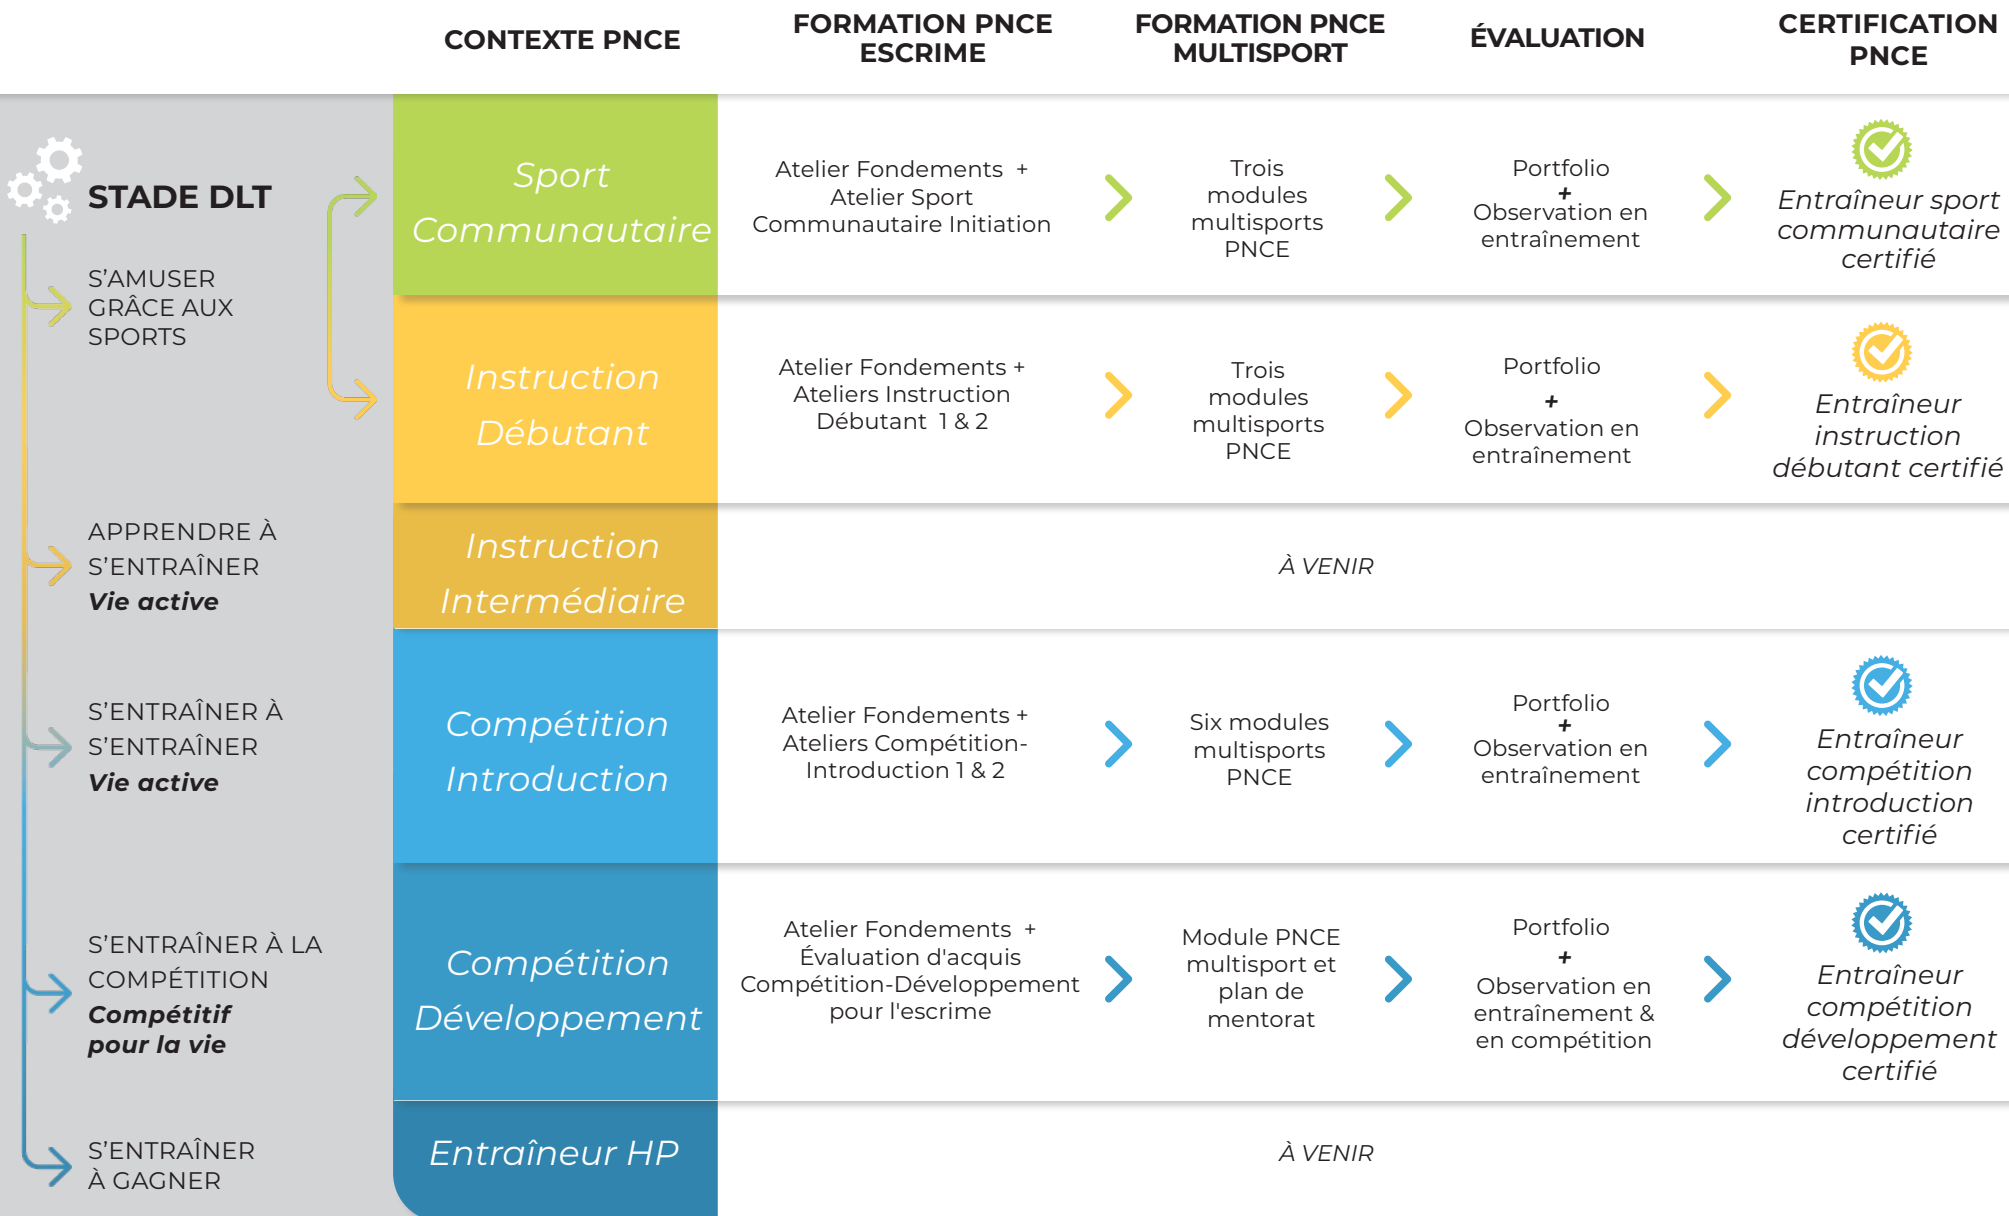 CONTEXTE PNCE
FORMATION PNCE
ESCRIME
FORMATION PNCE
MULTISPORT
ÉVALUATION
CERTIFICATION
PNCE
STADE DLT
S'AMUSER
GRÂCE AUX
SPORTS
APPRENDRE À
S'ENTRAÎNER
Vie active
S'ENTRAÎNER À
S'ENTRAÎNER
Vie active
S'ENTRAÎNER À LA
COMPÉTITION
Compétitif
pour la vie
S'ENTRAÎNER
À GAGNER
Sport
Communautaire
Atelier Fondements +
Atelier Sport
Communautaire Initiation
Trois
modules
multisports
PNCE
Portfolio
+
Observation en
entraînement
Entraîneur sport
communautaire
certifié
Instruction
Débutant
Atelier Fondements +
Ateliers Instruction
Débutant 1 & 2
Trois
modules
multisports
PNCE
Portfolio
+
Observation en
entraînement
Entraîneur
instruction
débutant certifié
Instruction
Intermédiaire
À VENIR
Compétition
Introduction
Atelier Fondements +
Ateliers Compétition-
Introduction 1 & 2
Six modules
multisports
PNCE
Portfolio
+
Observation en
entraînement
Entraîneur
compétition
introduction
certifié
Compétition
Développement
Atelier Fondements +
Évaluation d'acquis
Compétition-Développement
pour l'escrime
Module PNCE
multisport et
plan de
mentorat
Portfolio
+
Observation en
entraînement &
en compétition
Entraîneur
compétition
développement
certifié
Entraîneur HP
À VENIR